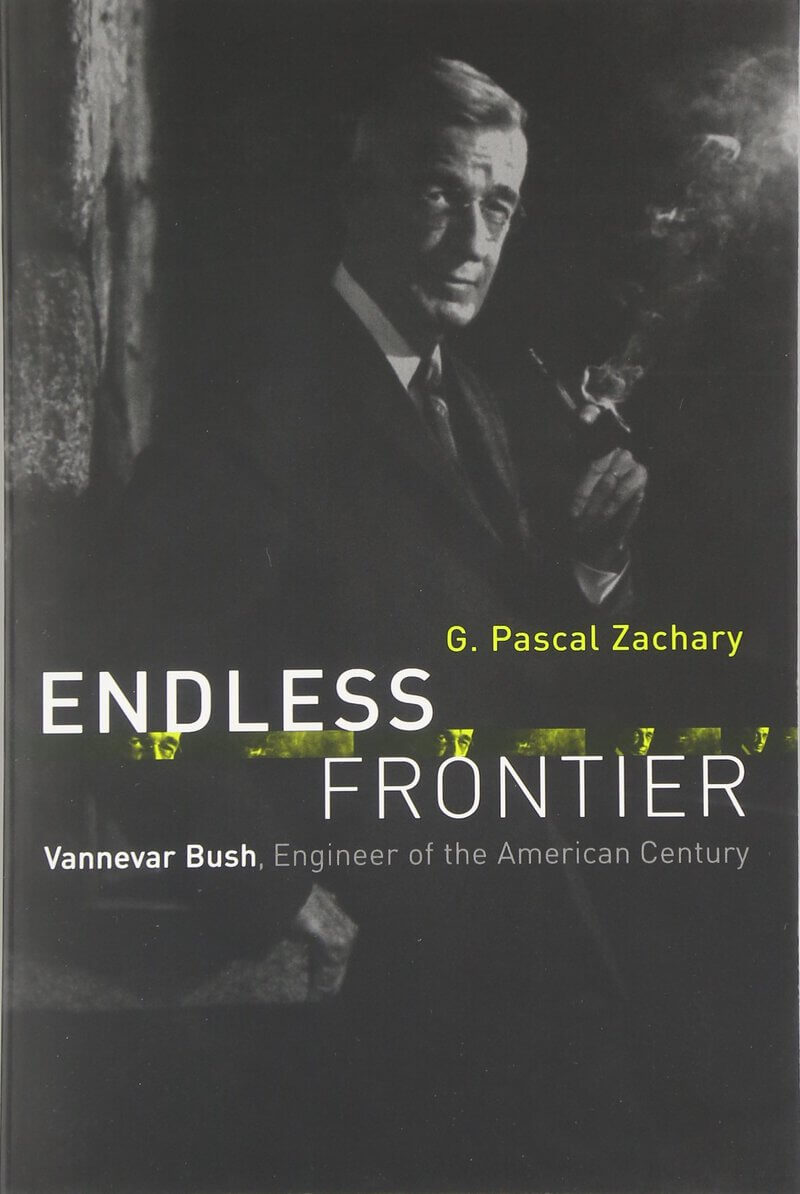 G. Pascal Zachary
ENDLESS
FRONTIER
Vannevar Bush, Engineer of the American Century